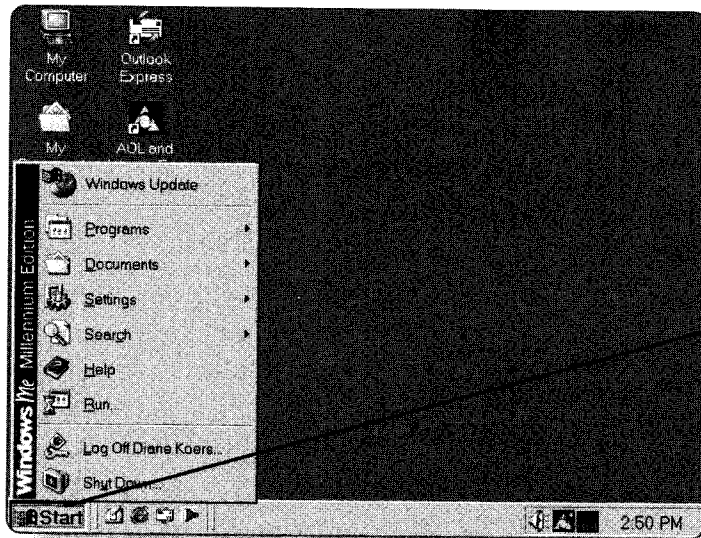 My
Computer
Outlook
Express
My
AOL and
Windows Update
Programs
Documents
Settings
Search
Help
Run...
Log Off Diane Koers...
Shut Down...
Windows Me Millennium Edition
Start
2:50 PM